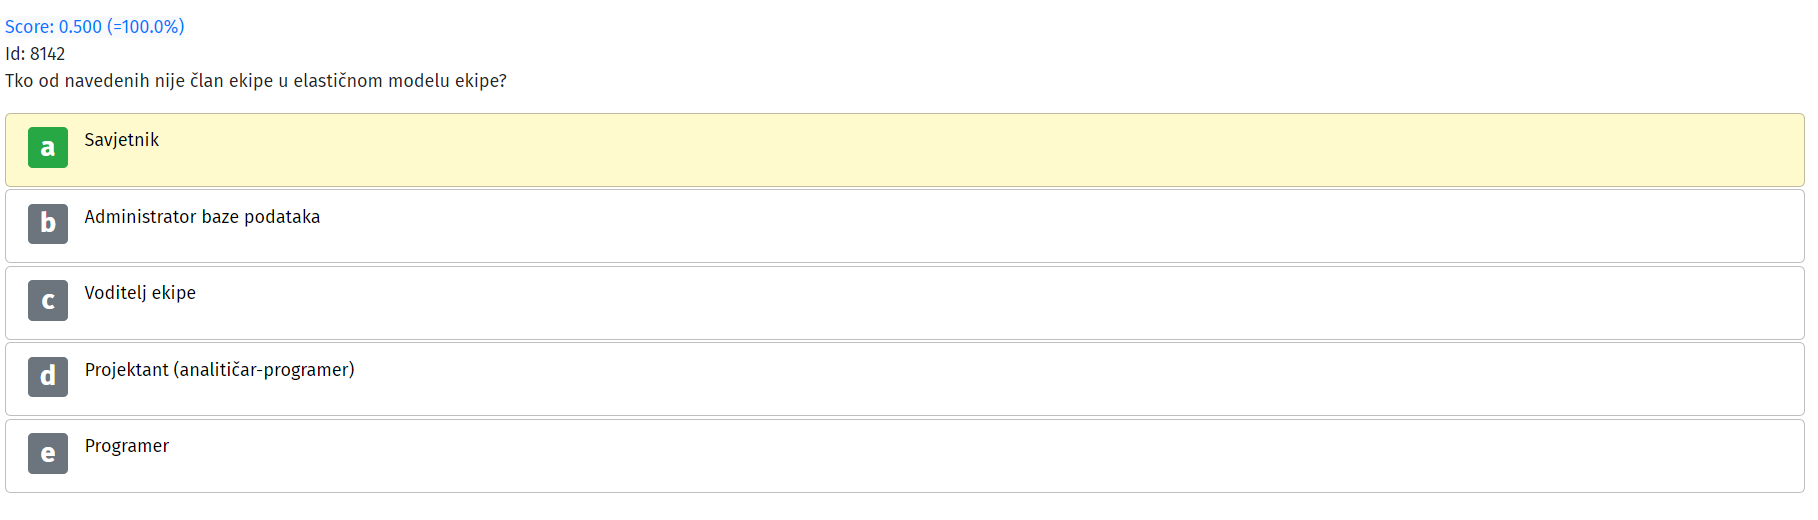 Score: 0.500 (=100.0%)
Id: 8142
Tko od navedenih nije član ekipe u elastičnom modelu ekipe?
a Savjetnik
b Administrator baze podataka
c Voditelj ekipe
d Projektant (analitičar-programer)
e Programer